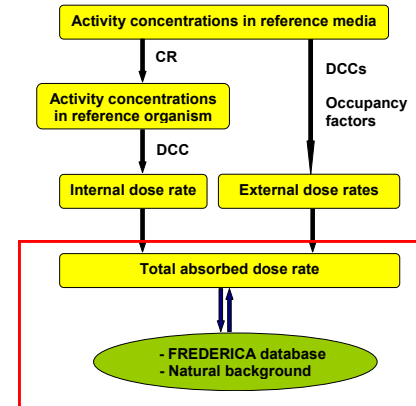 Activity concentrations in reference media
CR
DCCs
Occupancy
factors
Activity concentrations
in reference organism
DCC
Internal dose rate
External dose rates
Total absorbed dose rate
- FREDERICA database
- Natural background